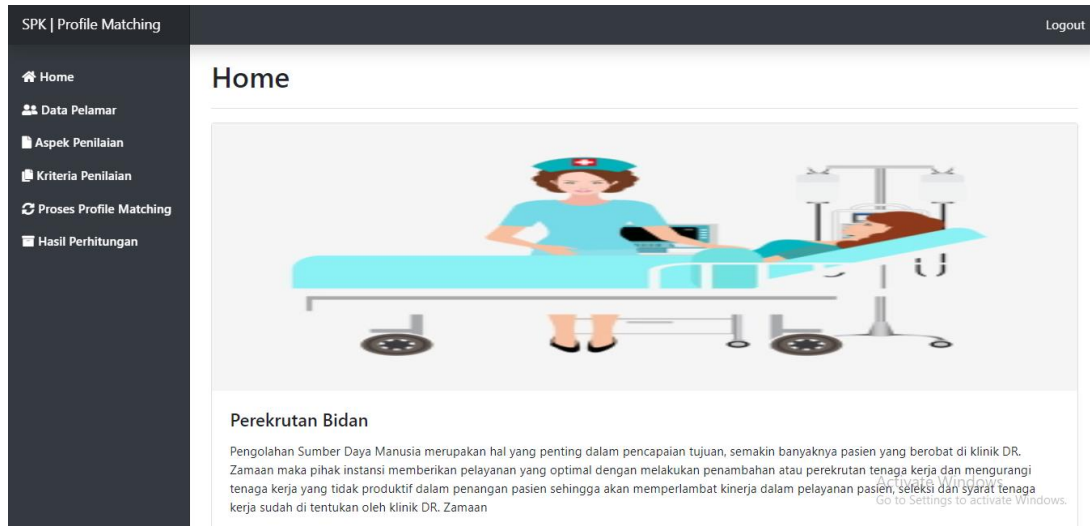 SPK | Profile Matching
Logout
Home
Data Pelamar
Aspek Penilaian
Kriteria Penilaian
Proses Profile Matching
Hasil Perhitungan
Home
Perekrutan Bidan
Pengolahan Sumber Daya Manusia merupakan hal yang penting dalam pencapaian tujuan, semakin banyaknya pasien yang berobat di klinik DR.
Zamaan maka pihak instansi memberikan pelayanan yang optimal dengan melakukan penambahan atau perekrutan tenaga kerja dan mengurangi
tenaga kerja yang tidak produktif dalam penangan pasien sehingga akan memperlambat kinerja dalam pelayanan pasien, seleksi dan syarat tenaga
kerja sudah di tentukan oleh klinik DR. Zamaan
Activate Windows
Go to Settings to activate Windows.